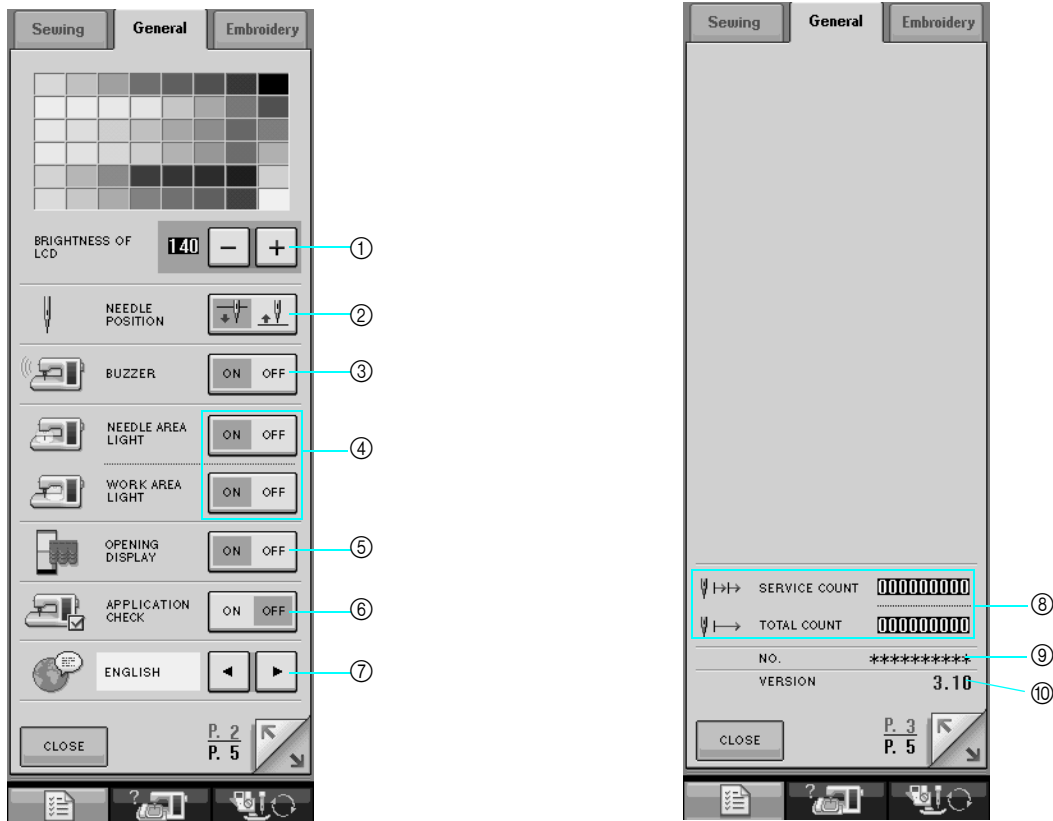 Sewing General Embroidery
BRIGHTNESS OF
LCD
140 − +
①
NEEDLE
POSITION
②
BUZZER
ON OFF
③
NEEDLE AREA
LIGHT
ON OFF
④
WORK AREA
LIGHT
ON OFF
OPENING
DISPLAY
ON OFF
⑤
APPLICATION
CHECK
ON OFF
⑥
ENGLISH
⑦
CLOSE
P. 2
P. 5
?
Sewing General Embroidery
SERVICE COUNT 000000000
⑧
TOTAL COUNT 000000000
NO. **********
⑨
VERSION 3.10
⑩
CLOSE
P. 3
P. 5
?